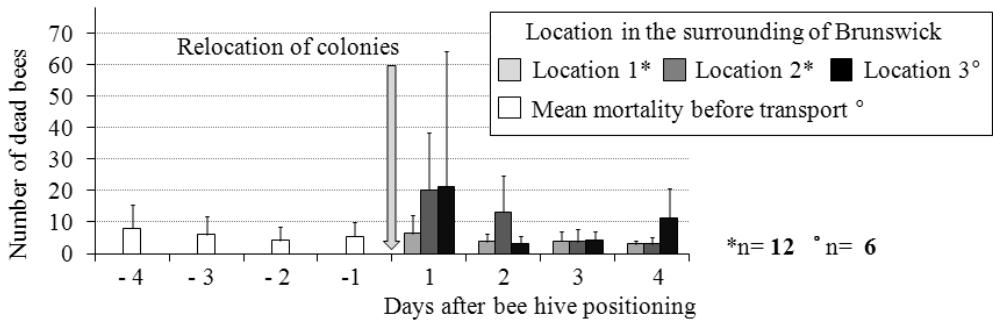 Number of dead bees
70
60
50
40
30
20
10
0
Relocation of colonies
Location in the surrounding of Brunswick
Location 1* Location 2* Location 3°
Mean mortality before transport °
*n= 12 ° n= 6
- 4 - 3 - 2 -1 1 2 3 4
Days after bee hive positioning